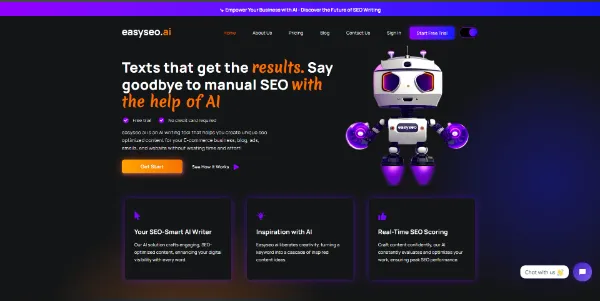 Empower Your Business with AI - Discover the Future of SEO Writing
easyseo.ai
Home About Us Pricing Blog Contact Us Sign In Start Free Trial
Texts that get the results. Say
goodbye to manual SEO with
the help of AI
Free trial No credit card required
easyseo.ai is an AI writing tool that helps you create unique seo
optimized content for your E-commerce business, blog, ads,
emails, and website without wasting time and effort!
Get Start See How it Works
easyseo
Your SEO-Smart AI Writer
Our AI solution crafts engaging, SEO-
optimized content, enhancing your digital
visibility with every word.
Inspiration with AI
Easyseo.ai liberates creativity, turning a
keyword into a cascade of inspired
content ideas.
Real-Time SEO Scoring
Craft content confidently, our AI
constantly evaluates and optimizes your
work, ensuring peak SEO performance.
Chat with us